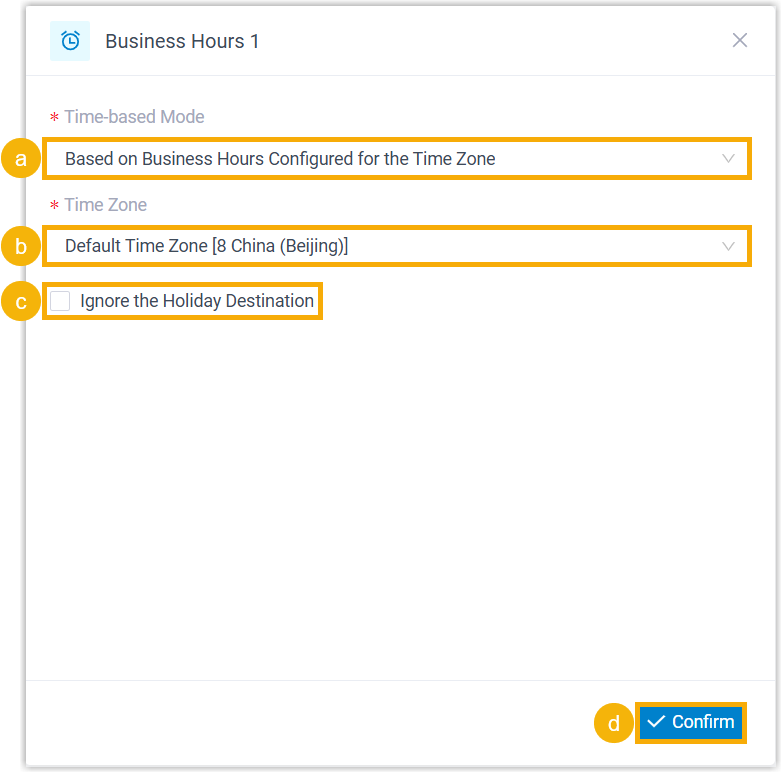 Business Hours 1
* Time-based Mode
a Based on Business Hours Configured for the Time Zone
* Time Zone
b Default Time Zone [8 China (Beijing)]
c Ignore the Holiday Destination
d Confirm